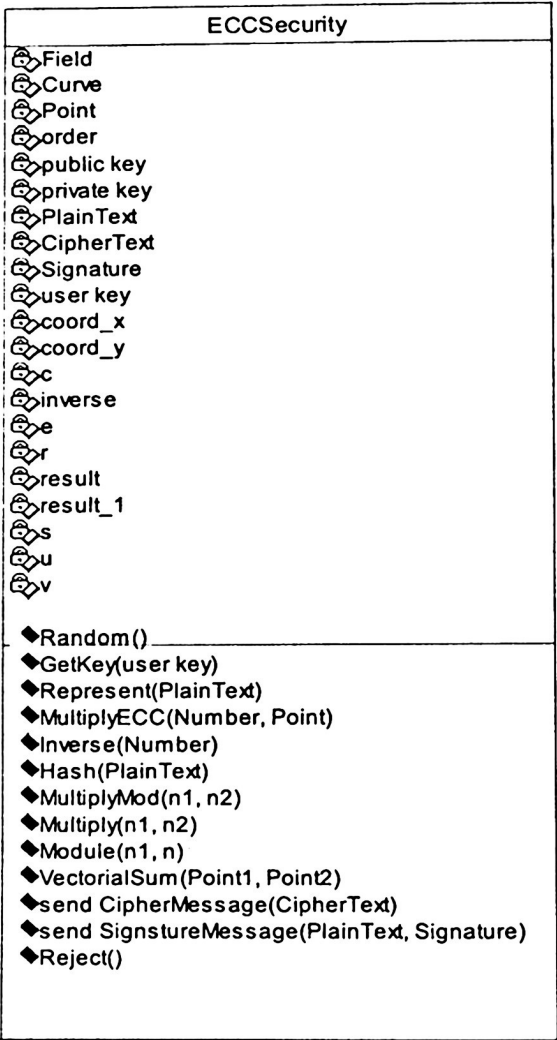 ECCSecurity
Field
Curve
Point
order
public key
private key
PlainText
CipherText
Signature
user key
coord_x
coord_y
c
inverse
e
r
result
result_1
s
u
v
Random()
GetKey(user key)
Represent(PlainText)
MultiplyECC(Number, Point)
Inverse(Number)
Hash(PlainText)
MultiplyMod(n1, n2)
Multiply(n1, n2)
Module(n1, n)
VectorialSum(Point1, Point2)
send CipherMessage(CipherText)
send SignstureMessage(PlainText, Signature)
Reject()